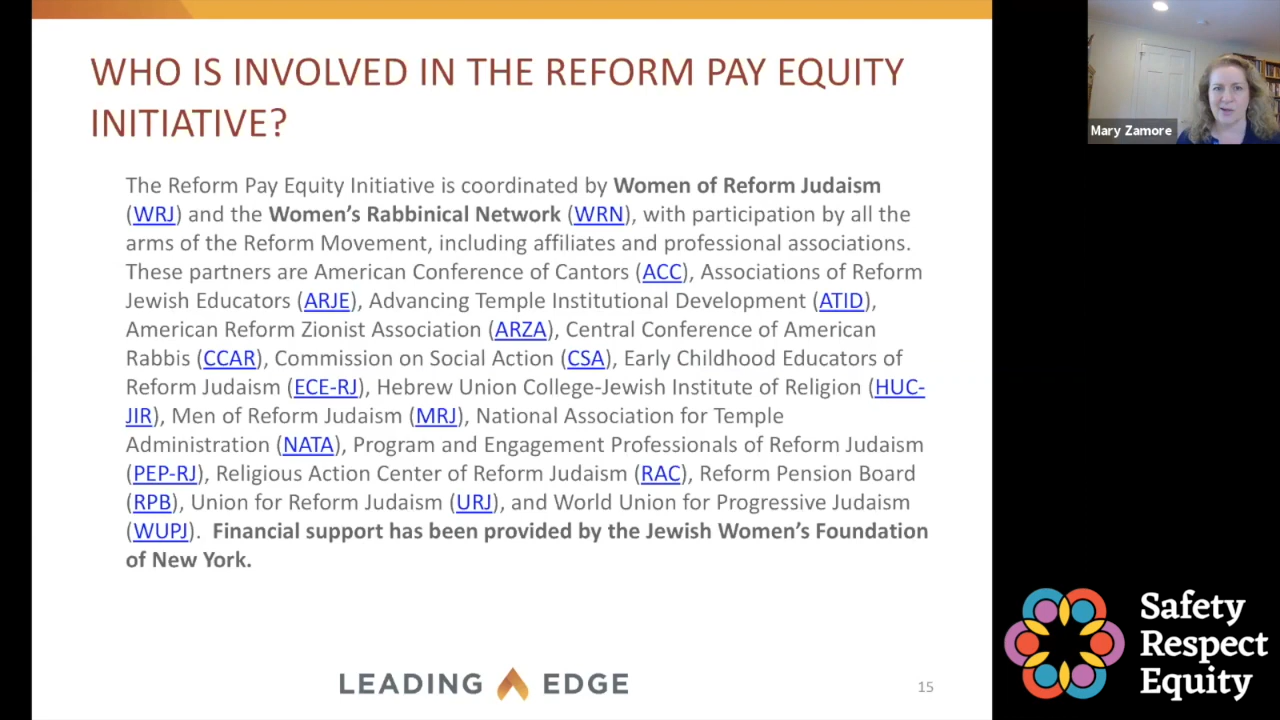 WHO IS INVOLVED IN THE REFORM PAY EQUITY
INITIATIVE?
The Reform Pay Equity Initiative is coordinated by Women of Reform Judaism
(WRJ) and the Women's Rabbinical Network (WRN), with participation by all the
arms of the Reform Movement, including affiliates and professional associations.
These partners are American Conference of Cantors (ACC), Associations of Reform
Jewish Educators (ARJE), Advancing Temple Institutional Development (ATID),
American Reform Zionist Association (ARZA), Central Conference of American
Rabbis (CCAR), Commission on Social Action (CSA), Early Childhood Educators of
Reform Judaism (ECE-RJ), Hebrew Union College-Jewish Institute of Religion (HUC-
JIR), Men of Reform Judaism (MRJ), National Association for Temple
Administration (NATA), Program and Engagement Professionals of Reform Judaism
(PEP-RJ), Religious Action Center of Reform Judaism (RAC), Reform Pension Board
(RPB), Union for Reform Judaism (URJ), and World Union for Progressive Judaism
(WUPJ). Financial support has been provided by the Jewish Women's Foundation
of New York.
LEADING EDGE
15
Mary Zamore
Safety
Respect
Equity